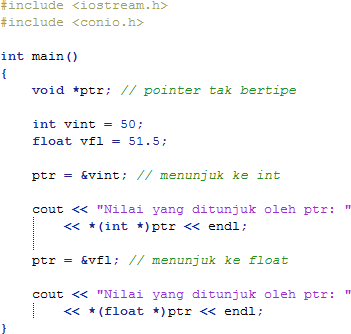 #include <iostream.h>
#include <conio.h>
int main()
{
void *ptr; // pointer tak bertipe
int vint = 50;
float vfl = 51.5;
ptr = &vint; // menunjuk ke int
cout << "Nilai yang ditunjuk oleh ptr: "
<< *(int *)ptr << endl;
ptr = &vfl; // menunjuk ke float
cout << "Nilai yang ditunjuk oleh ptr: "
<< *(float *)ptr << endl;
}